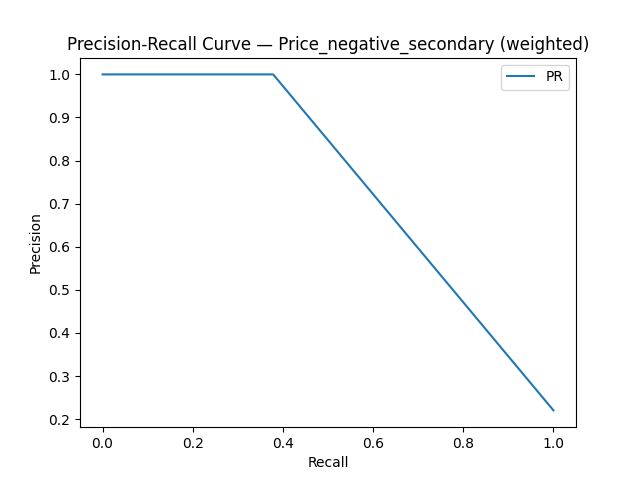 Precision-Recall Curve — Price_negative_secondary (weighted)
PR
1.0
0.9
0.8
0.7
0.6
0.5
0.4
0.3
0.2
Precision
0.0 0.2 0.4 0.6 0.8 1.0
Recall